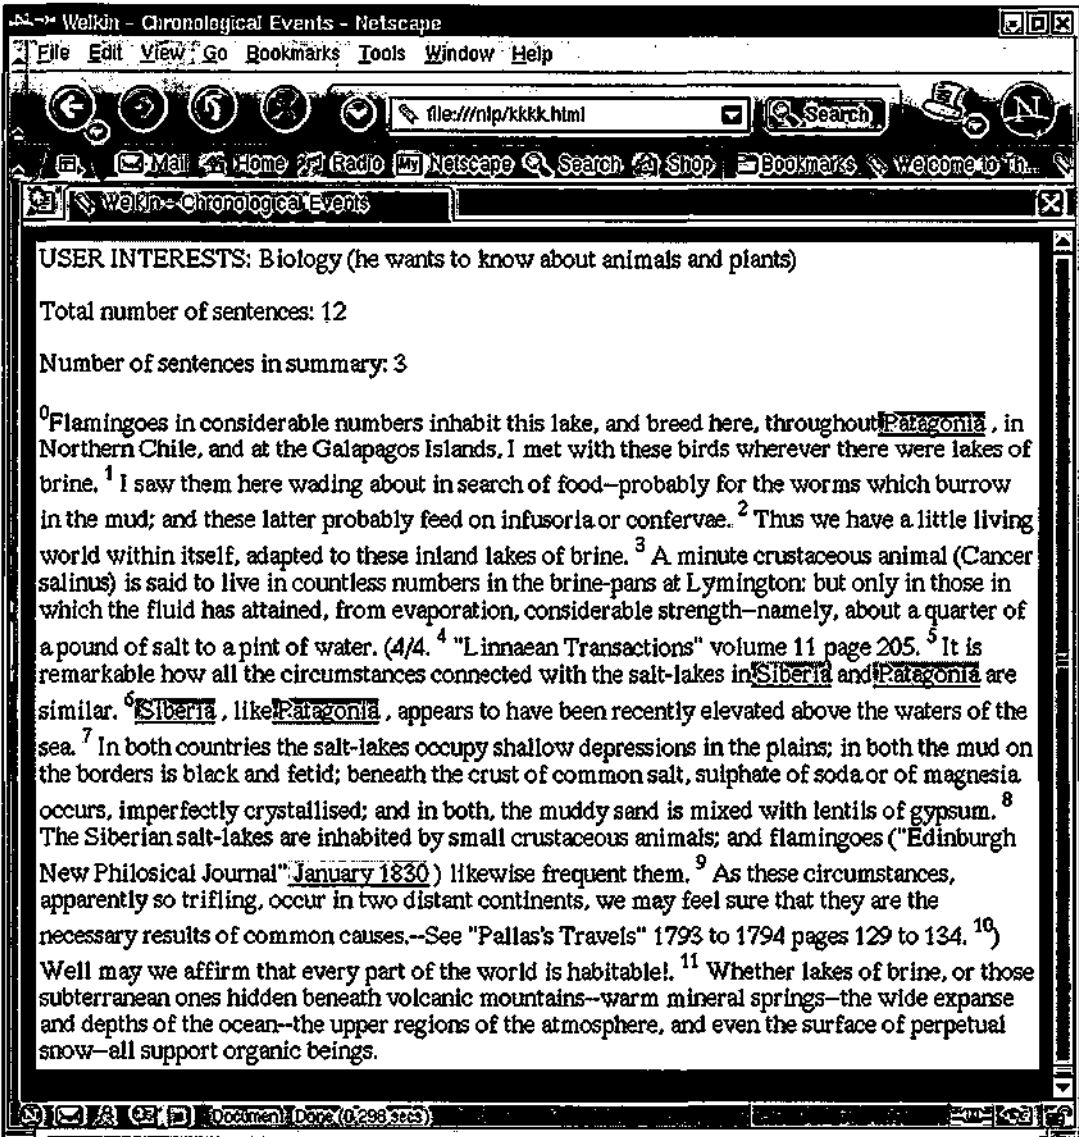 Welkin - Chronological Events - Netscape
File Edit View Go Bookmarks Tools Window Help
file:///nlp/kkkk.html Search
Mail Home Radio My Netscape Search Shop Bookmarks Welcome to Th...
Welkin - Chronological Events
USER INTERESTS: Biology (he wants to know about animals and plants)
Total number of sentences: 12
Number of sentences in summary: 3
0Flamingoes in considerable numbers inhabit this lake, and breed here, throughout Patagonia , in
Northern Chile, and at the Galapagos Islands, I met with these birds wherever there were lakes of
brine. 1 I saw them here wading about in search of food--probably for the worms which burrow
in the mud; and these latter probably feed on infusoria or confervae. 2 Thus we have a little living
world within itself, adapted to these inland lakes of brine. 3 A minute crustaceous animal (Cancer
salinus) is said to live in countless numbers in the brine-pans at Lymington: but only in those in
which the fluid has attained, from evaporation, considerable strength--namely, about a quarter of
a pound of salt to a pint of water. (4/4. 4 "Linnaean Transactions" volume 11 page 205. 5 It is
remarkable how all the circumstances connected with the salt-lakes in Siberia and Patagonia are
similar. 6 Siberia , like Patagonia , appears to have been recently elevated above the waters of the
sea. 7 In both countries the salt-lakes occupy shallow depressions in the plains; in both the mud on
the borders is black and fetid; beneath the crust of common salt, sulphate of soda or of magnesia
occurs, imperfectly crystallised; and in both, the muddy sand is mixed with lentils of gypsum. 8
The Siberian salt-lakes are inhabited by small crustaceous animals; and flamingoes ("Edinburgh
New Philosical Journal" January 1830 ) likewise frequent them. 9 As these circumstances,
apparently so trifling, occur in two distant continents, we may feel sure that they are the
necessary results of common causes.--See "Pallas's Travels" 1793 to 1794 pages 129 to 134. 10)
Well may we affirm that every part of the world is habitable!. 11 Whether lakes of brine, or those
subterranean ones hidden beneath volcanic mountains--warm mineral springs--the wide expanse
and depths of the ocean--the upper regions of the atmosphere, and even the surface of perpetual
snow--all support organic beings.
Document: Done (0.298 secs)